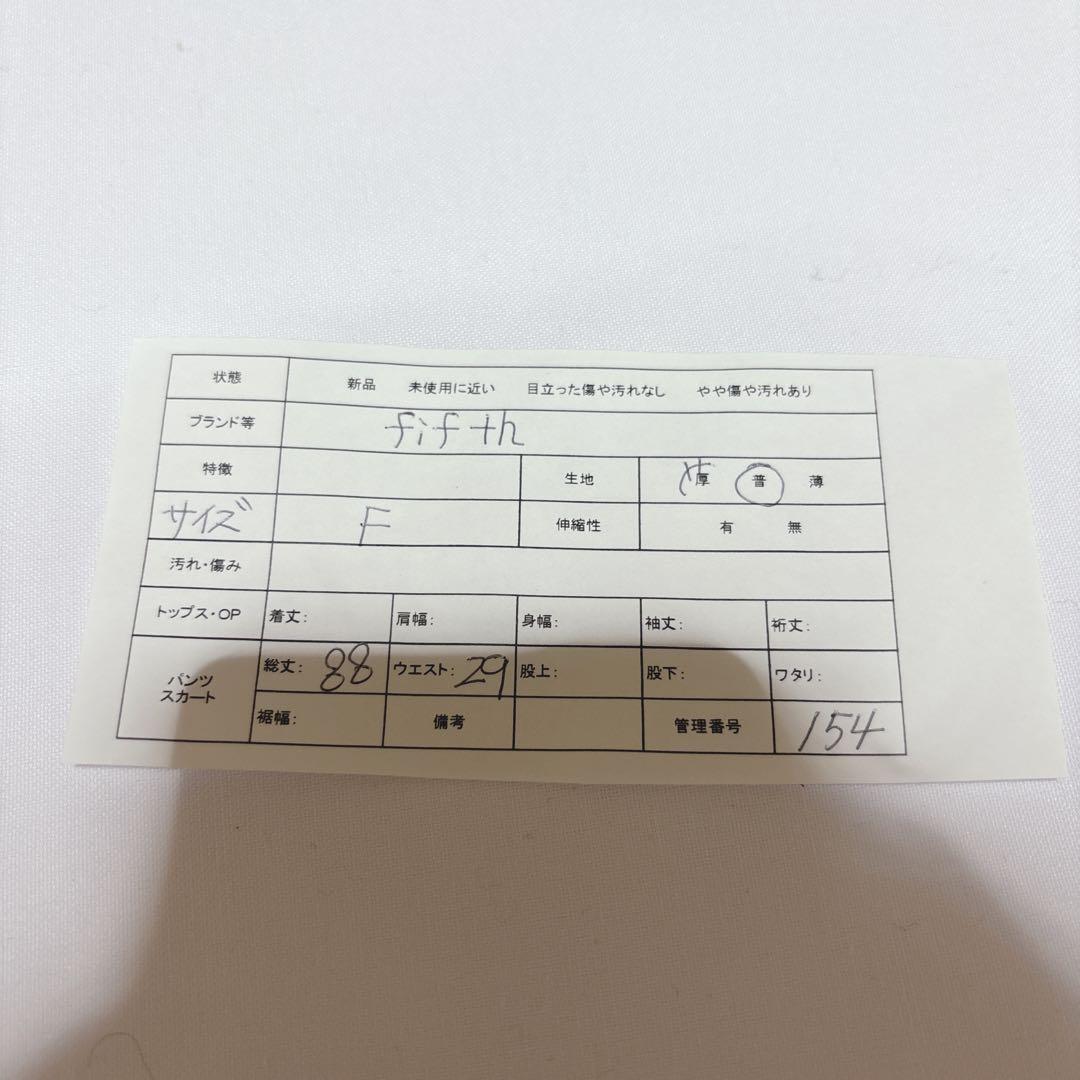 状態 新品 未使用に近い 目立った傷や汚れなし やや傷や汚れあり
ブランド等 fifth
特徴 生地 厚 普 薄
サイズ F 伸縮性 有 無
汚れ・傷み
トップス・OP 着丈: 肩幅: 身幅: 袖丈: 裄丈:
パンツ
スカート
総丈: 88 ウエスト: 29 股上: 股下: ワタリ:
裾幅: 備考 管理番号 154